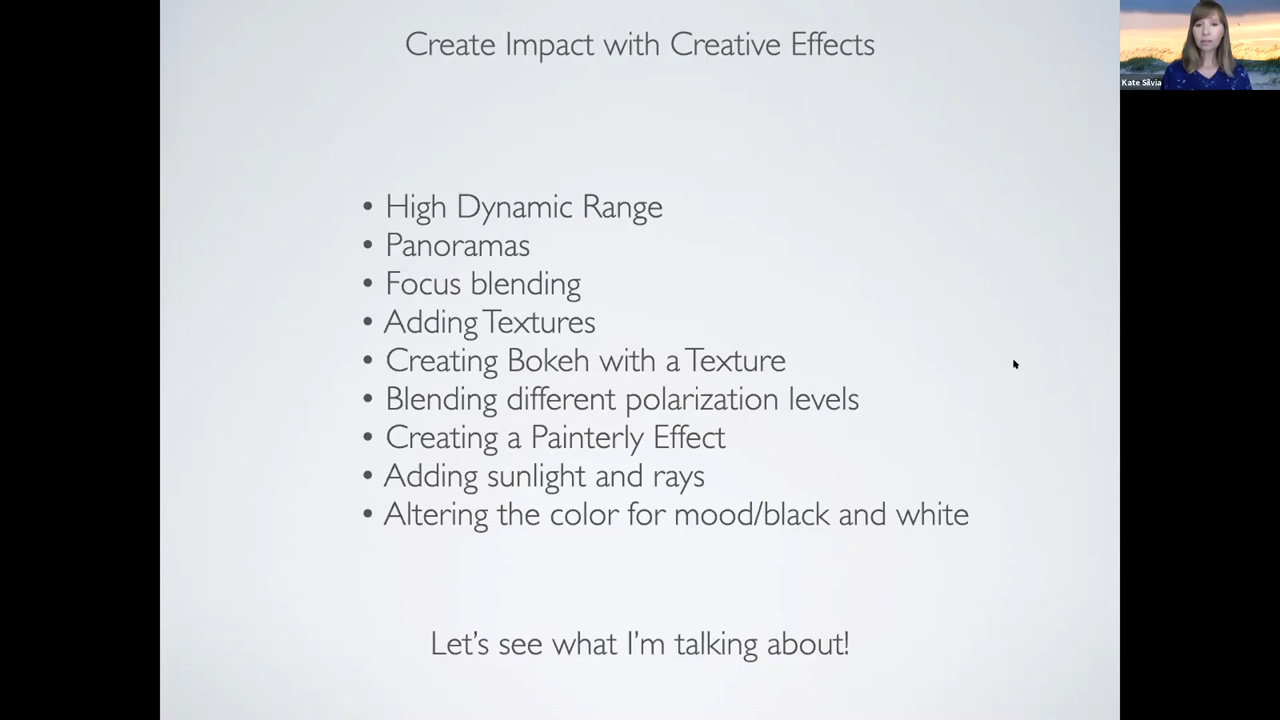 Create Impact with Creative Effects
Kate Silvia
• High Dynamic Range
• Panoramas
• Focus blending
• Adding Textures
• Creating Bokeh with a Texture
• Blending different polarization levels
• Creating a Painterly Effect
• Adding sunlight and rays
• Altering the color for mood/black and white
Let’s see what I’m talking about!